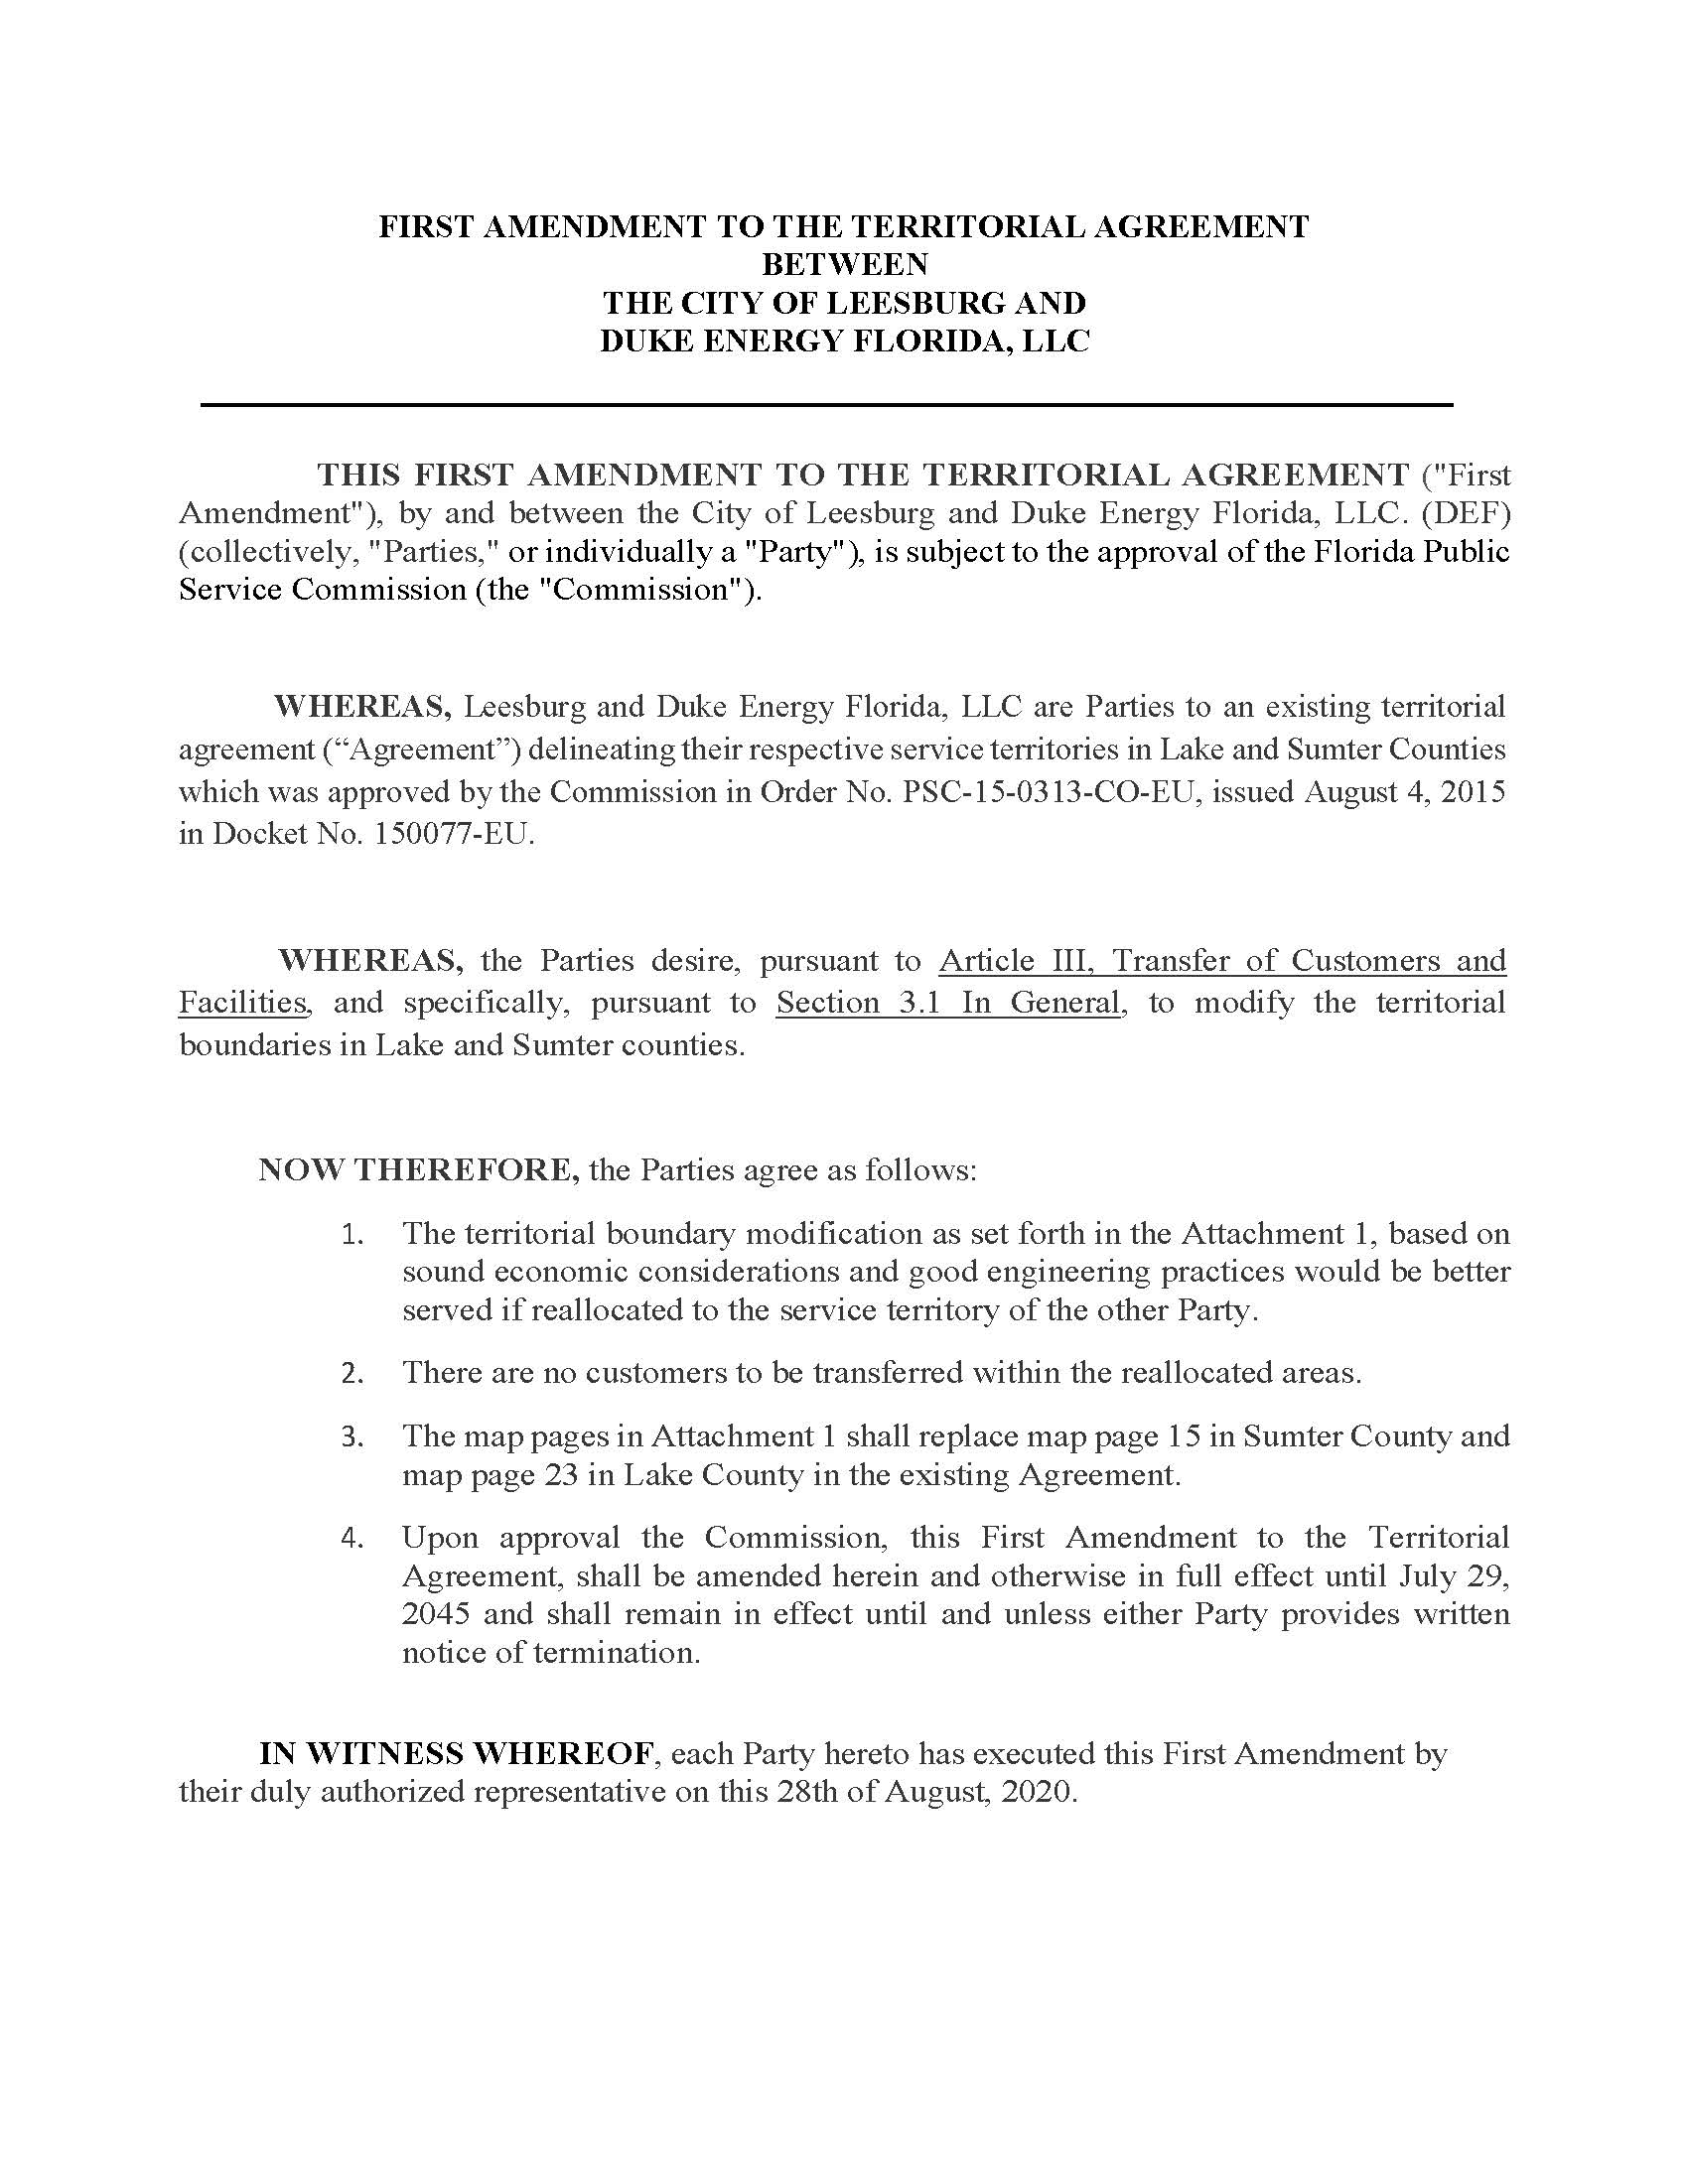 FIRST AMENDMENT TO THE TERRITORIAL AGREEMENT
BETWEEN
THE CITY OF LEESBURG AND
DUKE ENERGY FLORIDA, LLC
THIS FIRST AMENDMENT TO THE TERRITORIAL AGREEMENT ("First
Amendment"), by and between the City of Leesburg and Duke Energy Florida, LLC. (DEF)
(collectively, "Parties," or individually a "Party"), is subject to the approval of the Florida Public
Service Commission (the "Commission").
WHEREAS, Leesburg and Duke Energy Florida, LLC are Parties to an existing territorial
agreement (“Agreement”) delineating their respective service territories in Lake and Sumter Counties
which was approved by the Commission in Order No. PSC-15-0313-CO-EU, issued August 4, 2015
in Docket No. 150077-EU.
WHEREAS, the Parties desire, pursuant to Article III, Transfer of Customers and
Facilities, and specifically, pursuant to Section 3.1 In General, to modify the territorial
boundaries in Lake and Sumter counties.
NOW THEREFORE, the Parties agree as follows:
1. The territorial boundary modification as set forth in the Attachment 1, based on
sound economic considerations and good engineering practices would be better
served if reallocated to the service territory of the other Party.
2. There are no customers to be transferred within the reallocated areas.
3. The map pages in Attachment 1 shall replace map page 15 in Sumter County and
map page 23 in Lake County in the existing Agreement.
4. Upon approval the Commission, this First Amendment to the Territorial
Agreement, shall be amended herein and otherwise in full effect until July 29,
2045 and shall remain in effect until and unless either Party provides written
notice of termination.
IN WITNESS WHEREOF, each Party hereto has executed this First Amendment by
their duly authorized representative on this 28th of August, 2020.